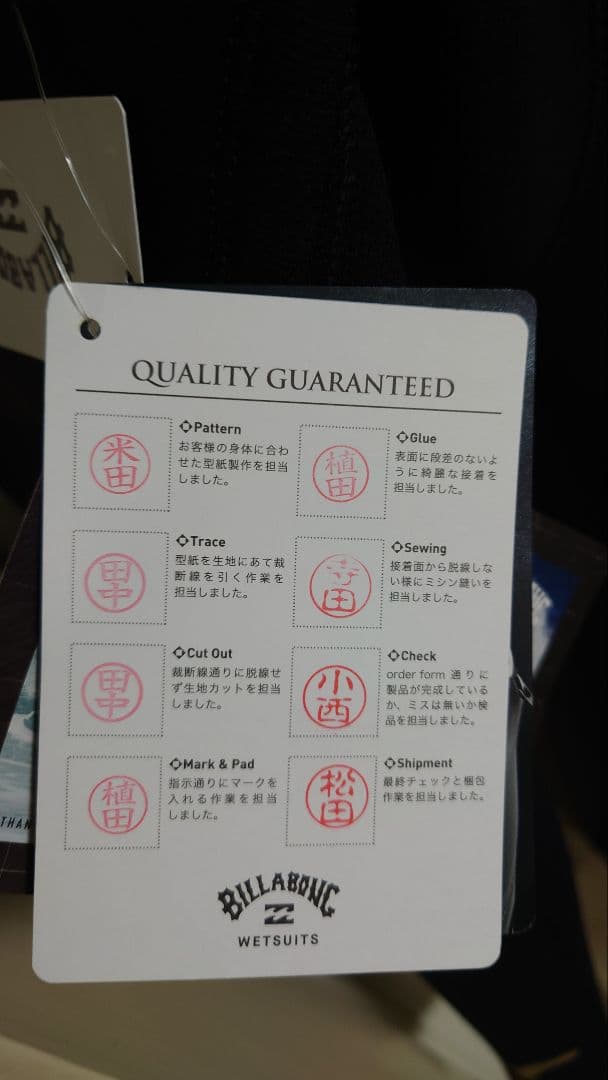 QUALITY GUARANTEED
米田
◇Pattern
お客様の身体に合わ
せた型紙製作を担当
しました。
植田
◇Glue
表面に段差のないよ
うに綺麗な接着を
担当しました。
田中
◇Trace
型紙を生地にあて裁
断線を引く作業を
担当しました。
寺田
◇Sewing
接着面から脱線しな
い様にミシン縫いを
担当しました。
田中
◇Cut Out
裁断線通りに脱線せ
ず生地カットを担当
しました。
小西
◇Check
order form 通りに
製品が完成している
か、ミスは無いか検
品を担当しました。
植田
◇Mark & Pad
指示通りにマークを
入れる作業を担当
しました。
松田
◇Shipment
最終チェックと梱包
作業を担当しました。
BILLABONG
WETSUITS
THAN